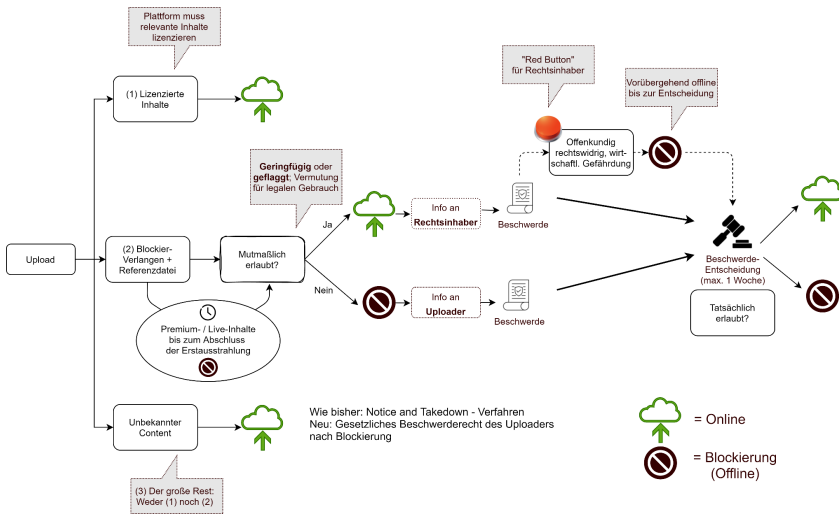 Plattform muss
relevante Inhalte
lizenzieren
(1) Lizenzierte
Inhalte
"Red Button"
für Rechtsinhaber
Vorübergehend offline
bis zur Entscheidung
Offenkundig
rechtswidrig, wirt-
schaftl. Gefährdung
Geringfügig oder
geflaggt; Vermutung
für legalen Gebrauch
Ja
Info an
Rechtsinhaber
Beschwerde
Upload
(2) Blockier-
Verlangen +
Referenzdatei
Mutmaßlich
erlaubt?
Nein
Info an
Uploader
Beschwerde
Beschwerde-
Entscheidung
(max. 1 Woche)
Tatsächlich
erlaubt?
Premium- / Live-Inhalte
bis zum Abschluss
der Erstausstrahlung
Unbekannter
Content
Wie bisher: Notice and Takedown - Verfahren
Neu: Gesetzliches Beschwerderecht des Uploaders
nach Blockierung
(3) Der große Rest:
Weder (1) noch (2)
= Online
= Blockierung
(Offline)